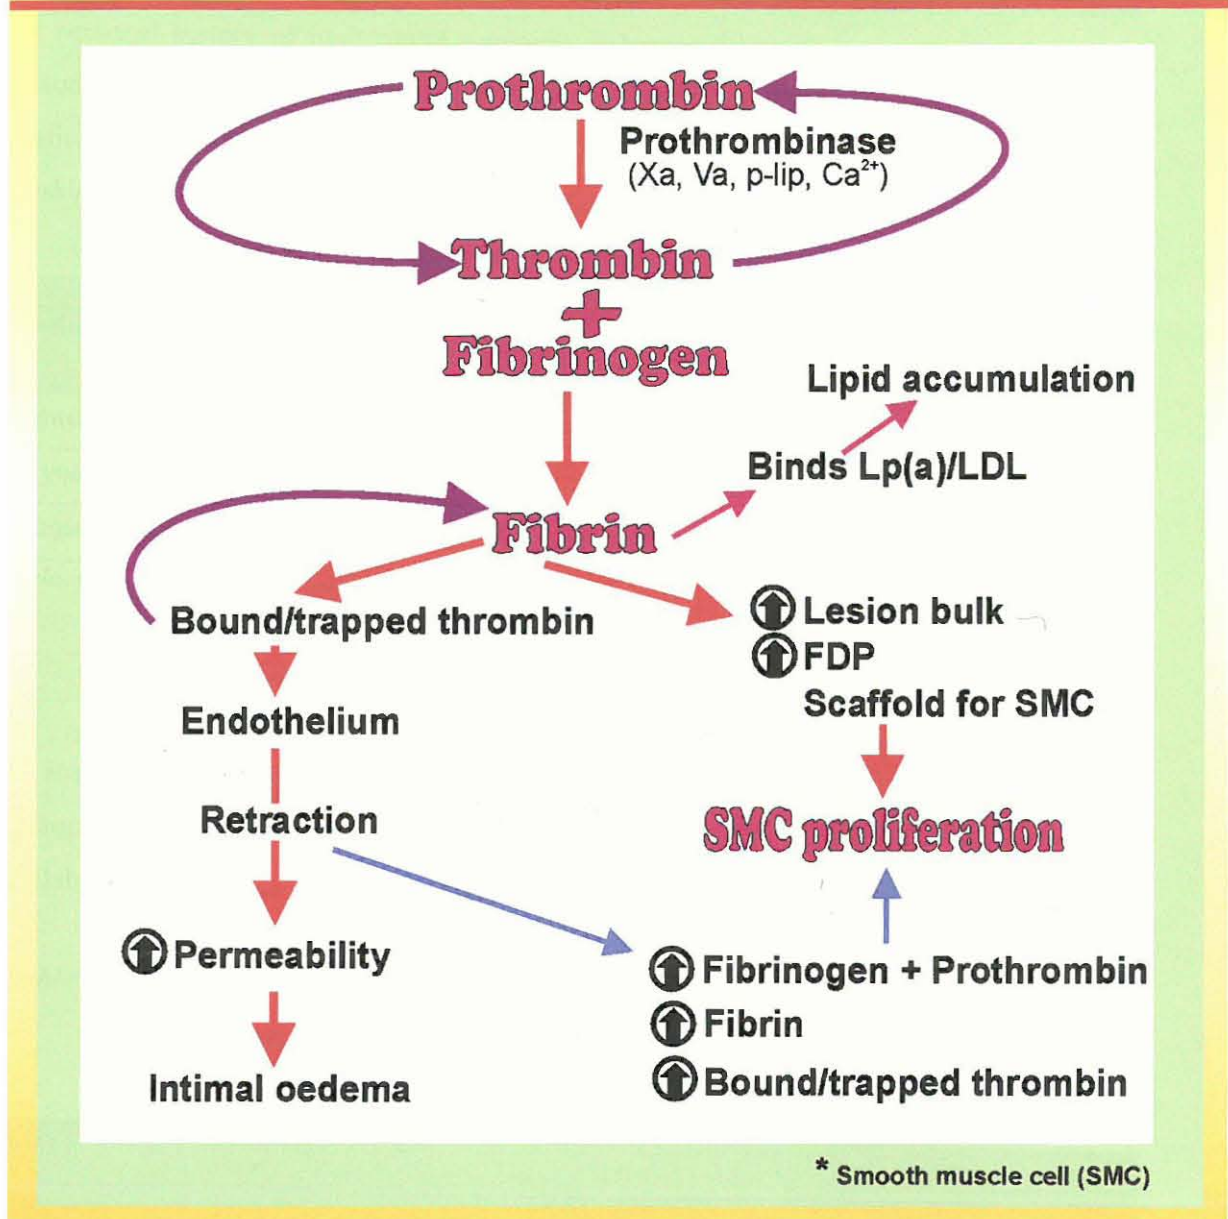 Prothrombin
Prothrombinase
(Xa, Va, p-lip, Ca²⁺)
Thrombin
+
Fibrinogen
Lipid accumulation
Binds Lp(a)/LDL
Fibrin
Bound/trapped thrombin
Lesion bulk
FDP
Scaffold for SMC
Endothelium
Retraction
SMC proliferation
Permeability
Fibrinogen + Prothrombin
Fibrin
Bound/trapped thrombin
Intimal oedema
* Smooth muscle cell (SMC)